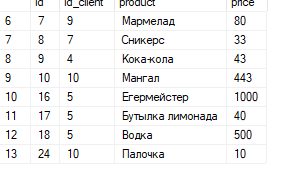 id id_client product price
6 7 9 Мармелад 80
7 8 7 Сникерс 33
8 9 4 Кока-кола 43
9 10 10 Мангал 443
10 16 5 Егермейстер 1000
11 17 5 Бутылка лимонада 40
12 18 5 Водка 500
13 24 10 Палочка 10